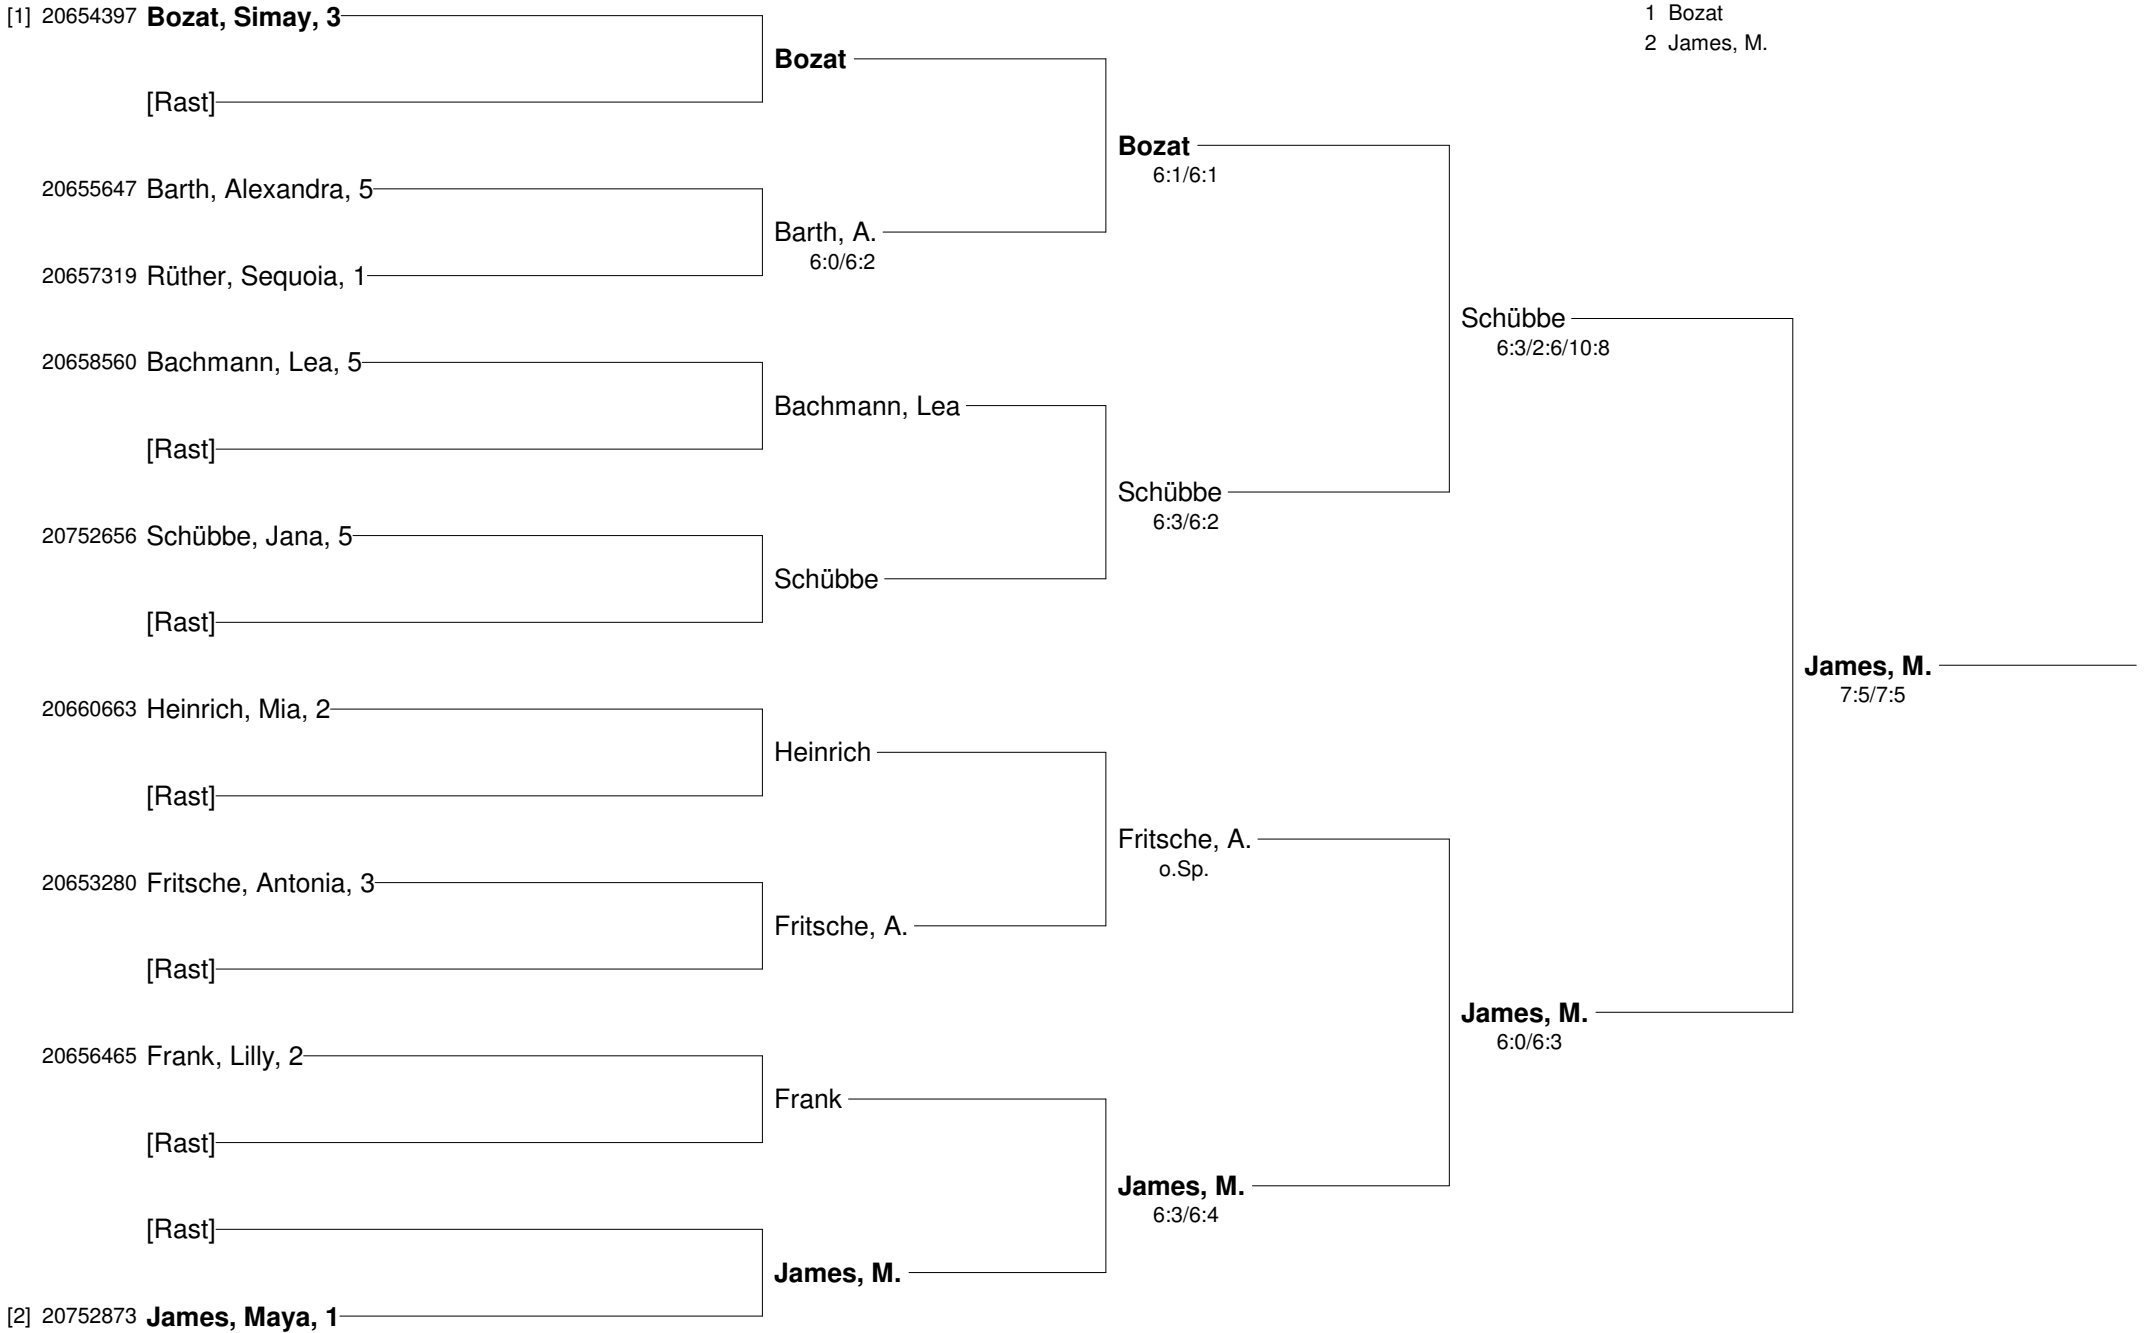 [1] 20654397 Bozat, Simay, 3
1 Bozat
2 James, M.
Bozat
[Rast]
Bozat
6:1/6:1
20655647 Barth, Alexandra, 5
Barth, A.
6:0/6:2
20657319 Rüther, Sequoia, 1
Schübbe
6:3/2:6/10:8
20658560 Bachmann, Lea, 5
Bachmann, Lea
[Rast]
Schübbe
6:3/6:2
20752656 Schübbe, Jana, 5
Schübbe
[Rast]
James, M.
7:5/7:5
20660663 Heinrich, Mia, 2
Heinrich
[Rast]
Fritsche, A.
o.Sp.
20653280 Fritsche, Antonia, 3
Fritsche, A.
[Rast]
James, M.
6:0/6:3
20656465 Frank, Lilly, 2
Frank
[Rast]
James, M.
6:3/6:4
[Rast]
James, M.
[2] 20752873 James, Maya, 1